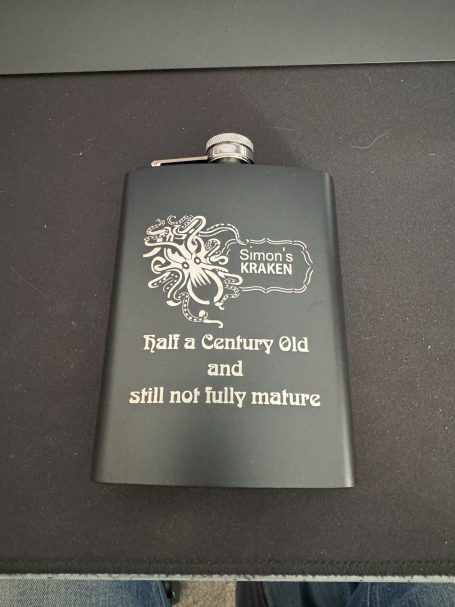 Simon's
KRAKEN
Half a Century Old
and
still not fully mature